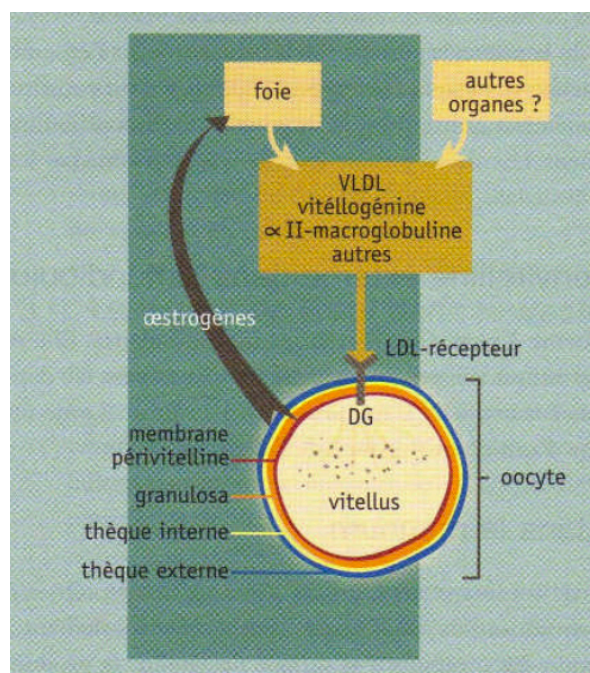 foie
autres
organes ?
VLDL
vitéllogénine
∝ II-macroglobuline
autres
œstrogènes
LDL-récepteur
DG
membrane
périvitelline
granulosa
vitellus
oocyte
thèque interne
thèque externe